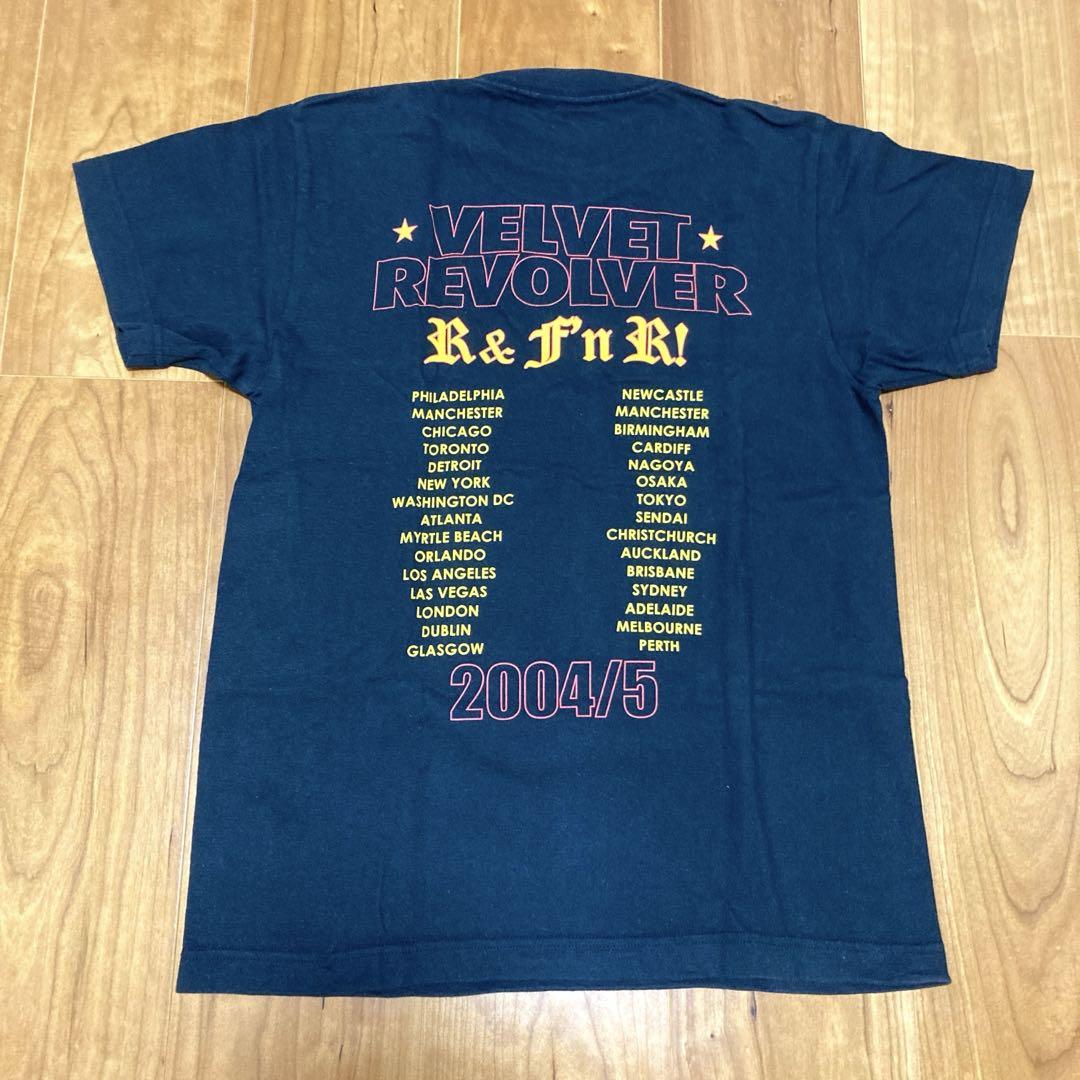 VELVET
REVOLVER
R & F'n R!
PHILADELPHIA
MANCHESTER
CHICAGO
TORONTO
DETROIT
NEW YORK
WASHINGTON DC
ATLANTA
MYRTLE BEACH
ORLANDO
LOS ANGELES
LAS VEGAS
LONDON
DUBLIN
GLASGOW
NEWCASTLE
MANCHESTER
BIRMINGHAM
CARDIFF
NAGOYA
OSAKA
TOKYO
SENDAI
CHRISTCHURCH
AUCKLAND
BRISBANE
SYDNEY
ADELAIDE
MELBOURNE
PERTH
2004/5